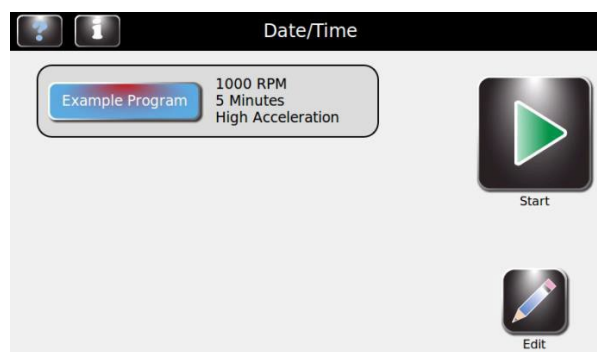 ? i
Date/Time
Example Program
1000 RPM
5 Minutes
High Acceleration
Start
Edit